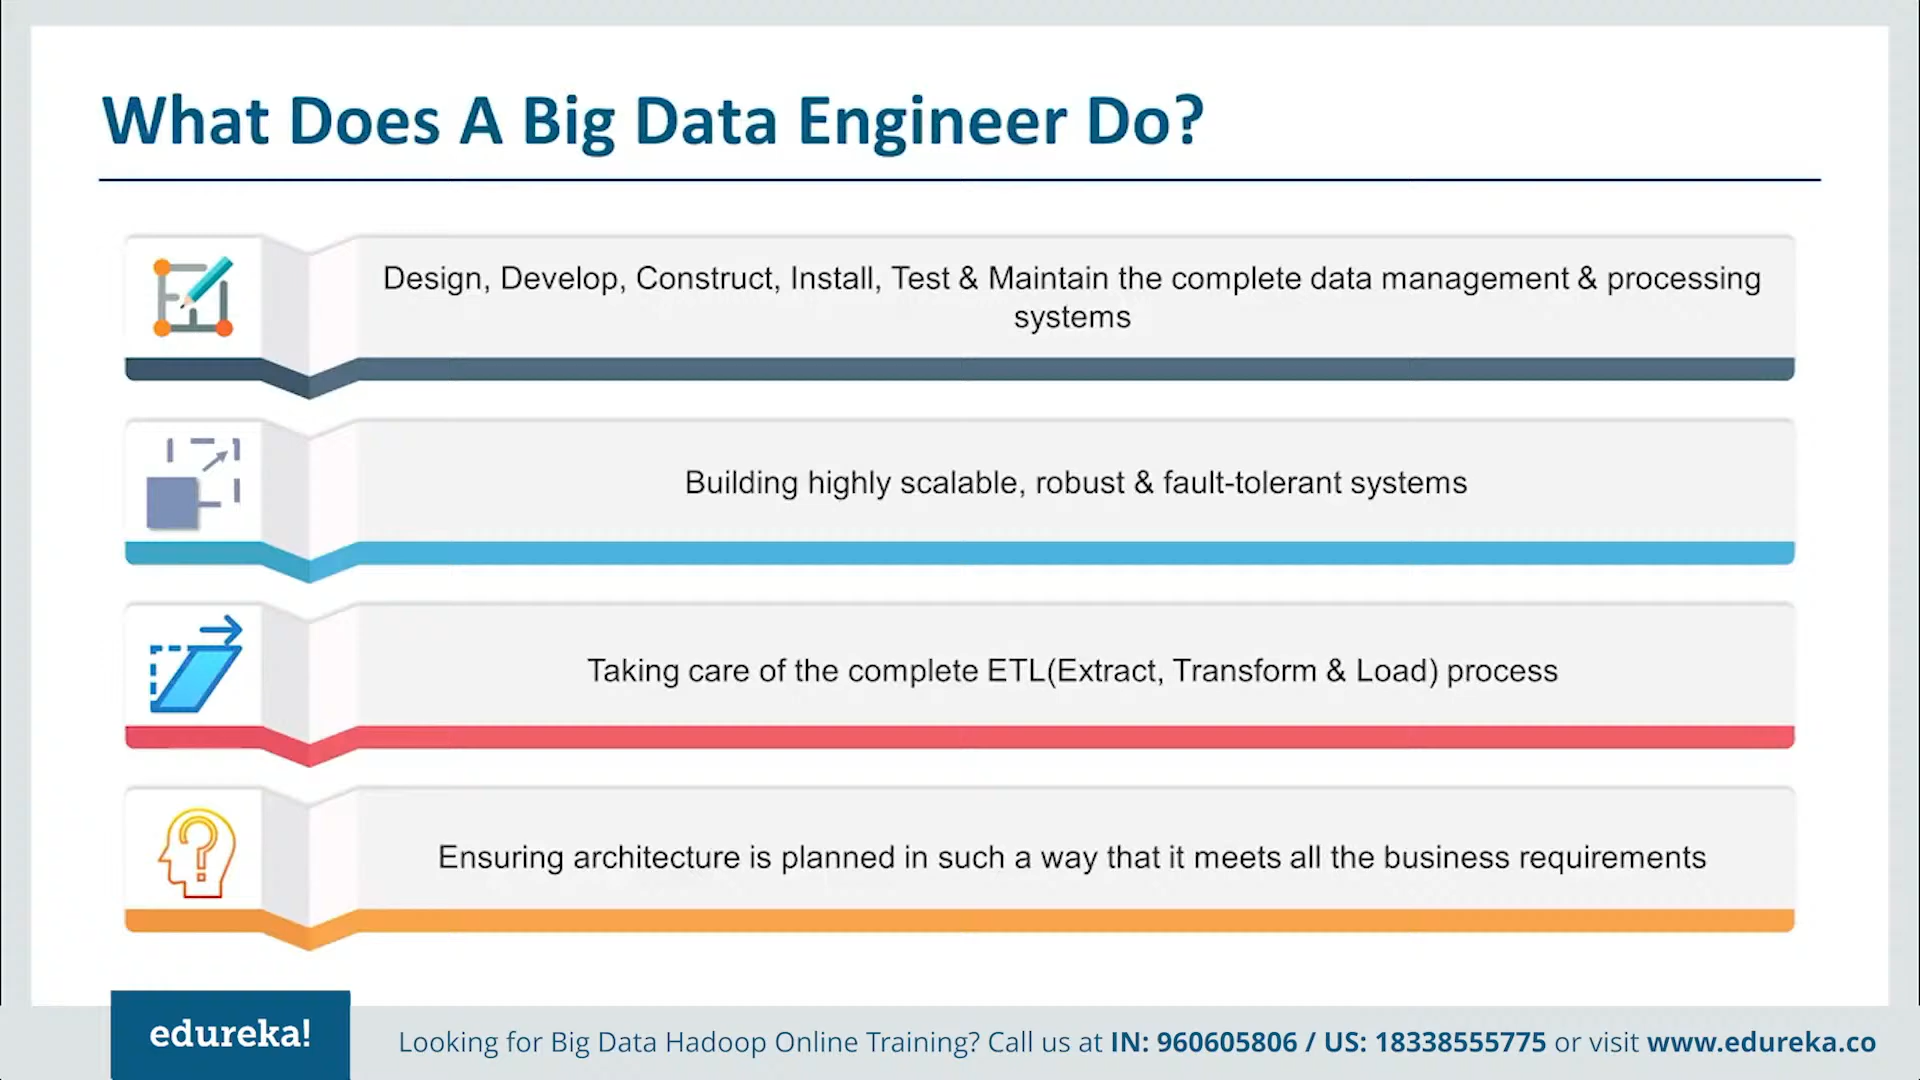 What Does A Big Data Engineer Do?
Design, Develop, Construct, Install, Test & Maintain the complete data management & processing
systems
Building highly scalable, robust & fault-tolerant systems
Taking care of the complete ETL(Extract, Transform & Load) process
Ensuring architecture is planned in such a way that it meets all the business requirements
edureka!
Looking for Big Data Hadoop Online Training? Call us at IN: 960605806 / US: 18338555775 or visit www.edureka.co